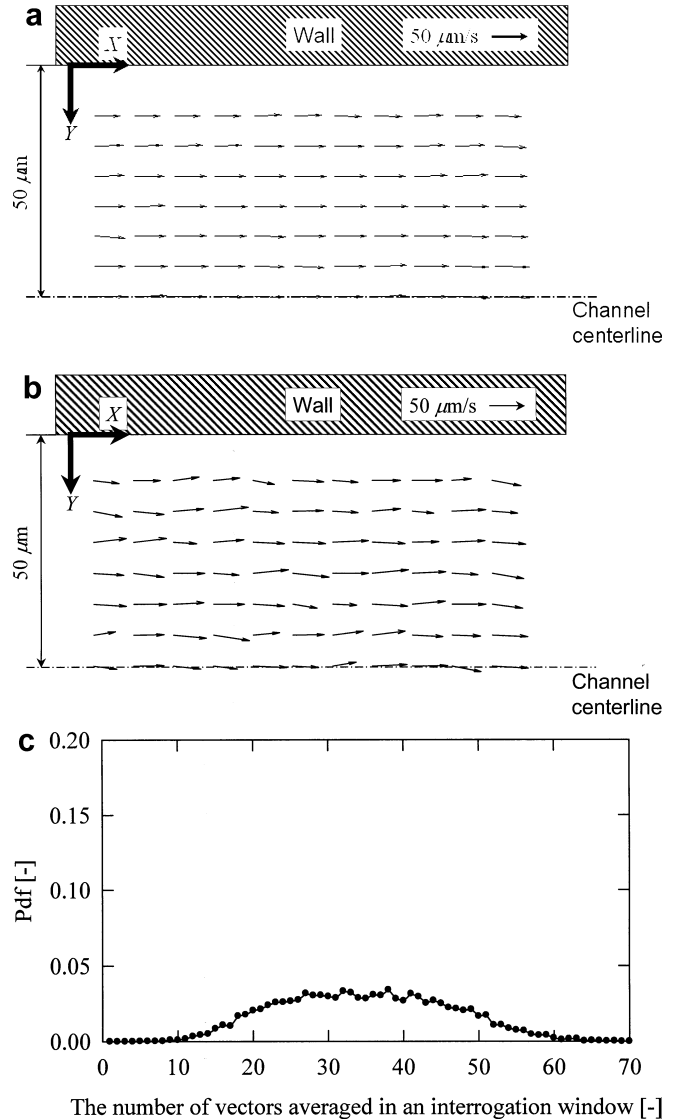 a
Wall
50 μm/s
X
Y
50 μm
Channel
centerline
b
Wall
50 μm/s
X
Y
50 μm
Channel
centerline
c
0.20
0.15
0.10
0.05
0.00
Pdf [-]
0 10 20 30 40 50 60 70
The number of vectors averaged in an interrogation window [-]